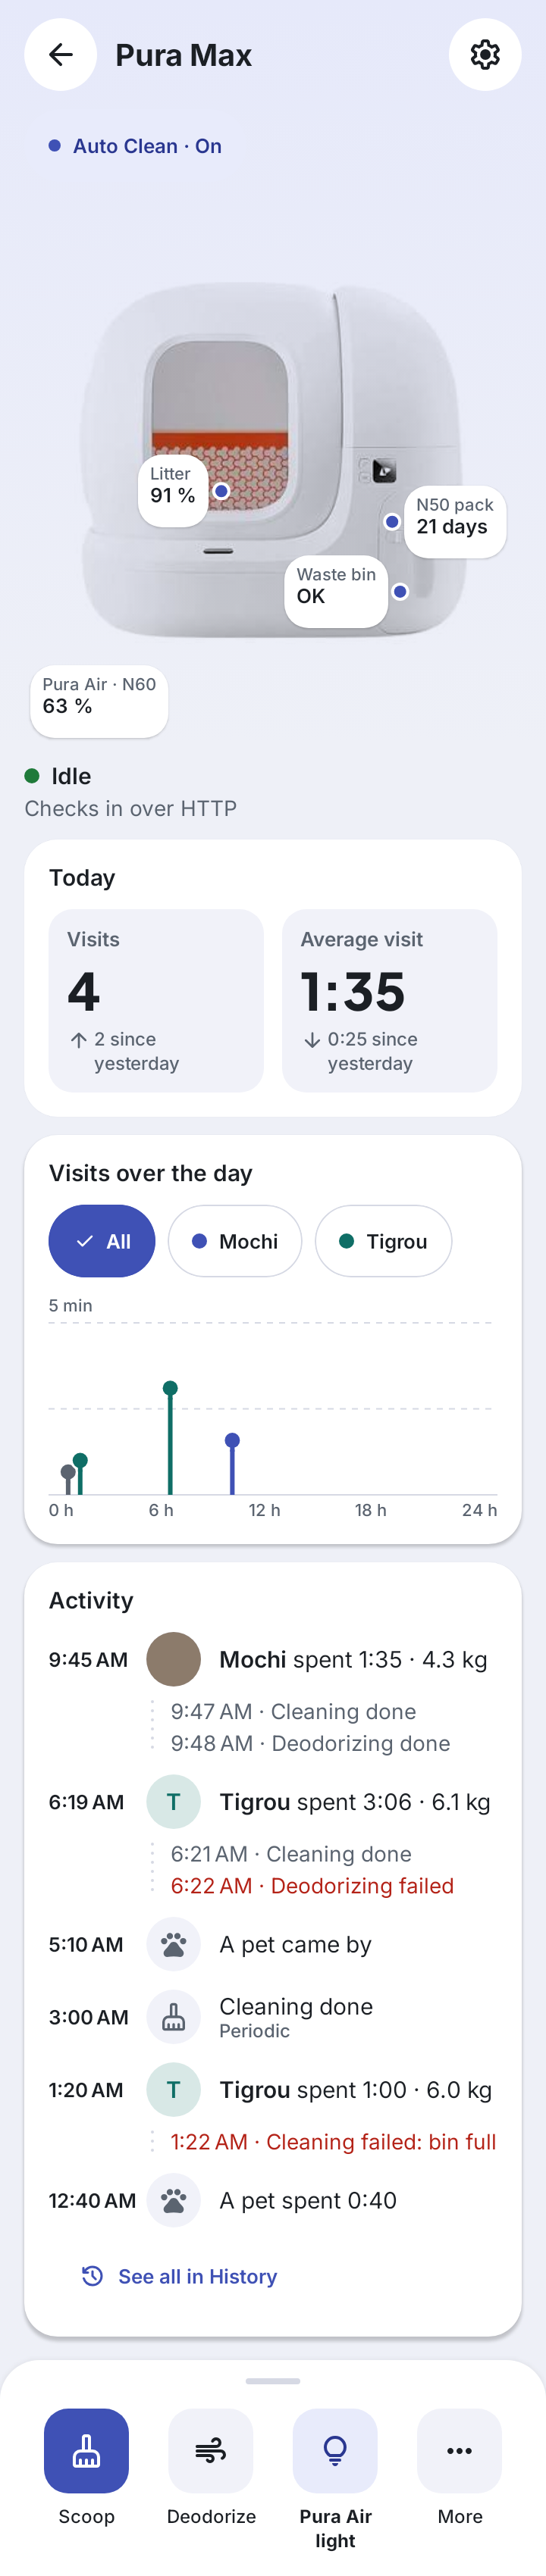 Pura Max
Auto Clean · On
Litter
91 %
N50 pack
21 days
Waste bin
OK
Pura Air · N60
63 %
Idle
Checks in over HTTP
Today
Visits
4
↑ 2 since
yesterday
Average visit
1:35
↓ 0:25 since
yesterday
Visits over the day
All
Mochi
Tigrou
5 min
0 h 6 h 12 h 18 h 24 h
Activity
9:45 AM Mochi spent 1:35 · 4.3 kg
9:47 AM · Cleaning done
9:48 AM · Deodorizing done
6:19 AM T Tigrou spent 3:06 · 6.1 kg
6:21 AM · Cleaning done
6:22 AM · Deodorizing failed
5:10 AM A pet came by
3:00 AM Cleaning done
Periodic
1:20 AM T Tigrou spent 1:00 · 6.0 kg
1:22 AM · Cleaning failed: bin full
12:40 AM A pet spent 0:40
See all in History
Scoop
Deodorize
Pura Air
light
More